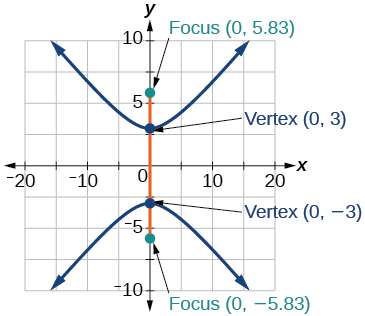 y
10
Focus (0, 5.83)
5
Vertex (0, 3)
x
−20 −10 0 10 20
Vertex (0, −3)
−5
−10
Focus (0, −5.83)